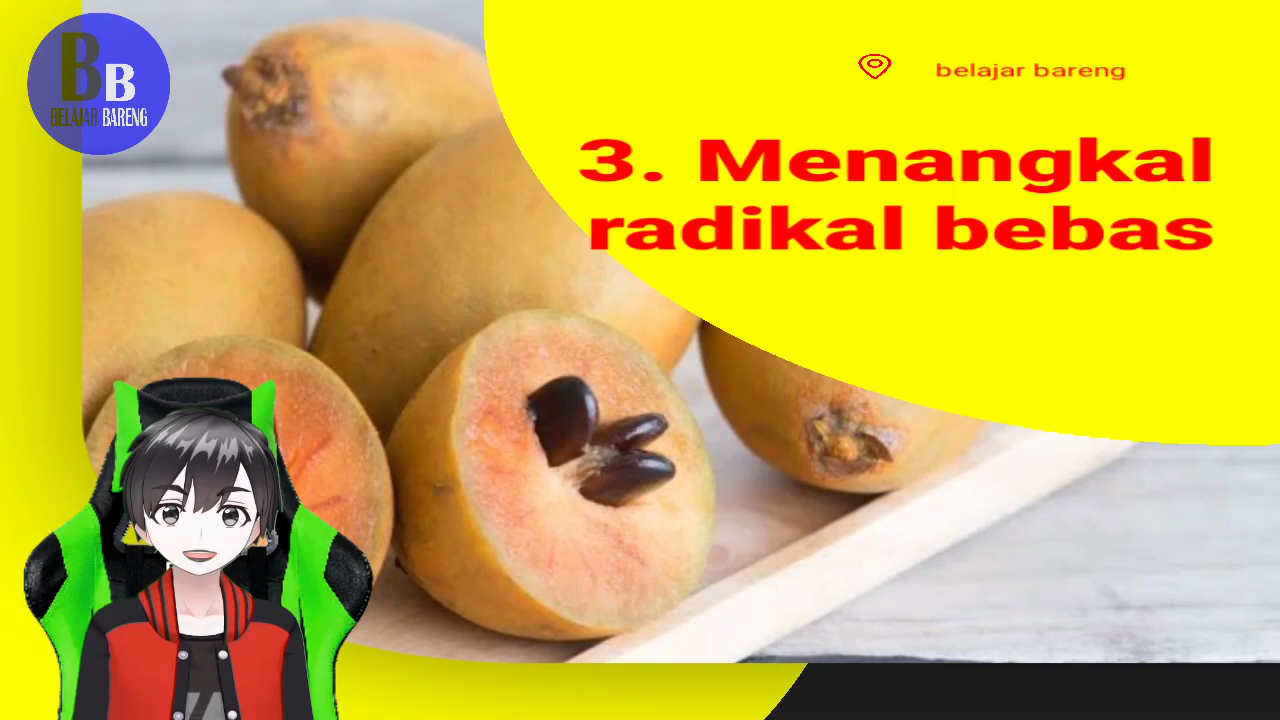 BB
BELAJAR BARENG
belajar bareng
3. Menangkal
radikal bebas